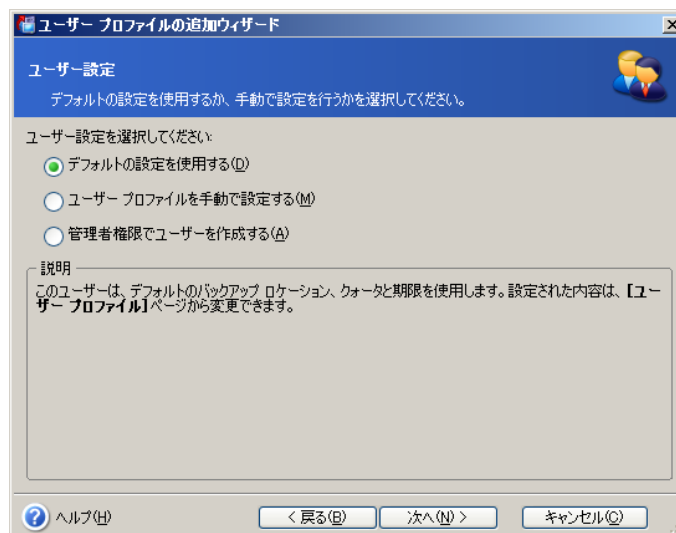 ユーザー プロファイルの追加ウィザード
ユーザー設定
デフォルトの設定を使用するか、手動で設定を行うかを選択してください。
ユーザー設定を選択してください:
デフォルトの設定を使用する(D)
ユーザー プロファイルを手動で設定する(M)
管理者権限でユーザーを作成する(A)
説明
このユーザーは、デフォルトのバックアップ ロケーション、クォータと期限を使用します。設定された内容は、[ユー
ザー プロファイル]ページから変更できます。
ヘルプ(H)
< 戻る(B)
次へ(N) >
キャンセル(C)